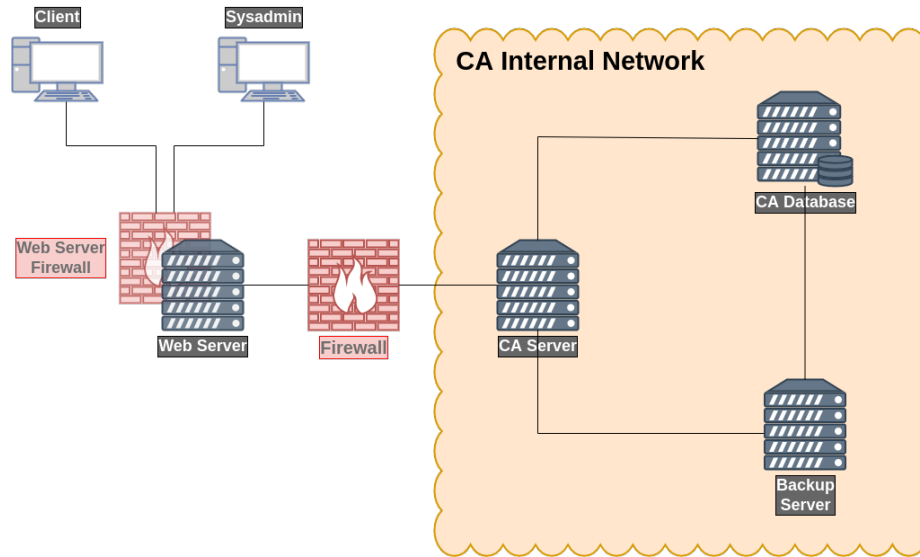 Client
Sysadmin
CA Internal Network
CA Database
Web Server
Firewall
Web Server
Firewall
CA Server
Backup
Server